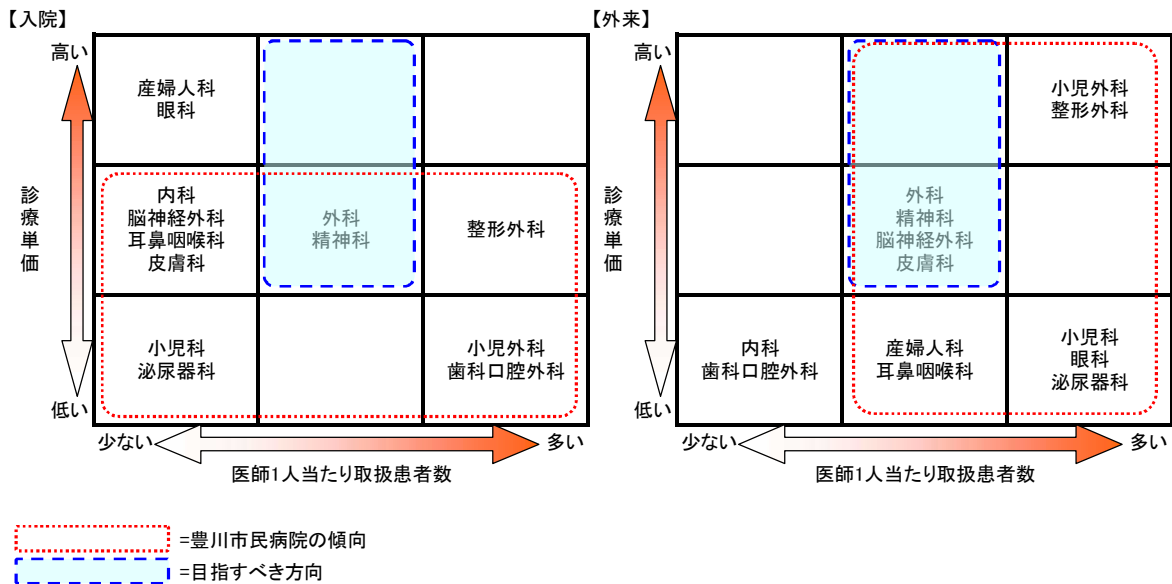 【入院】
高い
診療単価
低い
産婦人科
眼科
内科
脳神経外科
耳鼻咽喉科
皮膚科
外科
精神科
整形外科
小児科
泌尿器科
小児外科
歯科口腔外科
少ない
多い
医師1人当たり取扱患者数
【外来】
高い
診療単価
低い
小児外科
整形外科
外科
精神科
脳神経外科
皮膚科
内科
歯科口腔外科
産婦人科
耳鼻咽喉科
小児科
眼科
泌尿器科
少ない
多い
医師1人当たり取扱患者数
=豊川市民病院の傾向
=目指すべき方向